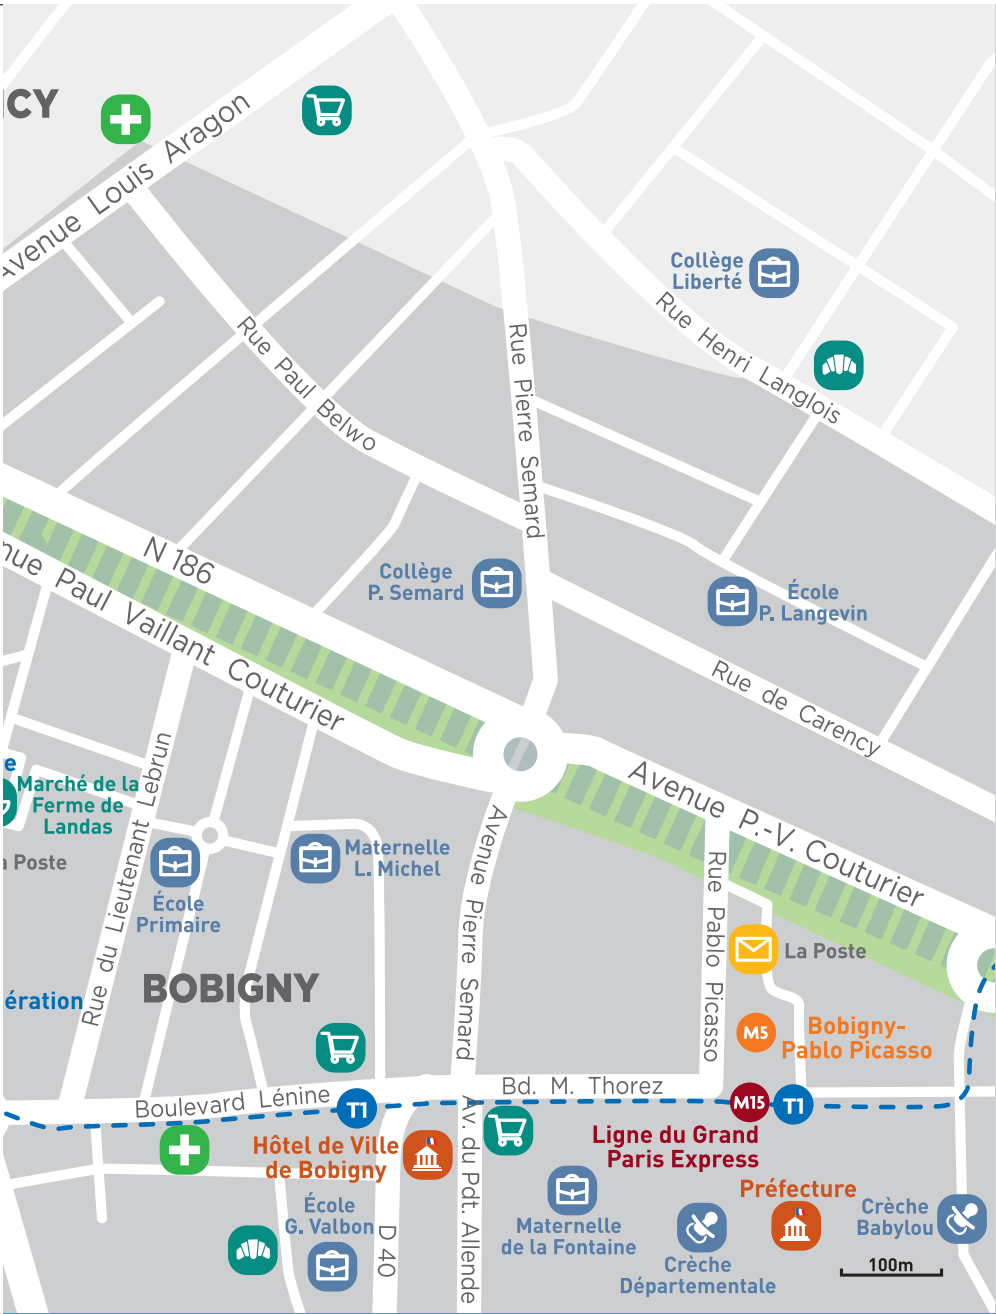 CY
Avenue Louis Aragon
Collège
Liberté
Rue Henri Langlois
Rue Paul Belwo
Rue Pierre Semard
N 186
nue Paul Vaillant Couturier
Collège
P. Semard
École
P. Langevin
Rue de Carency
e
Marché de la
Ferme de
Landas
a Poste
Rue du Lieutenant Lebrun
École
Primaire
Maternelle
L. Michel
Avenue Pierre Semard
Avenue P.-V. Couturier
Rue Pablo Picasso
La Poste
BOBIGNY
ération
M5
Bobigny-
Pablo Picasso
Boulevard Lénine
T1
Bd. M. Thorez
M15
T1
Ligne du Grand
Paris Express
Hôtel de Ville
de Bobigny
Av. du Pdt. Allende
D 40
École
G. Valbon
Maternelle
de la Fontaine
Crèche
Départementale
Préfecture
Crèche
Babylou
100m